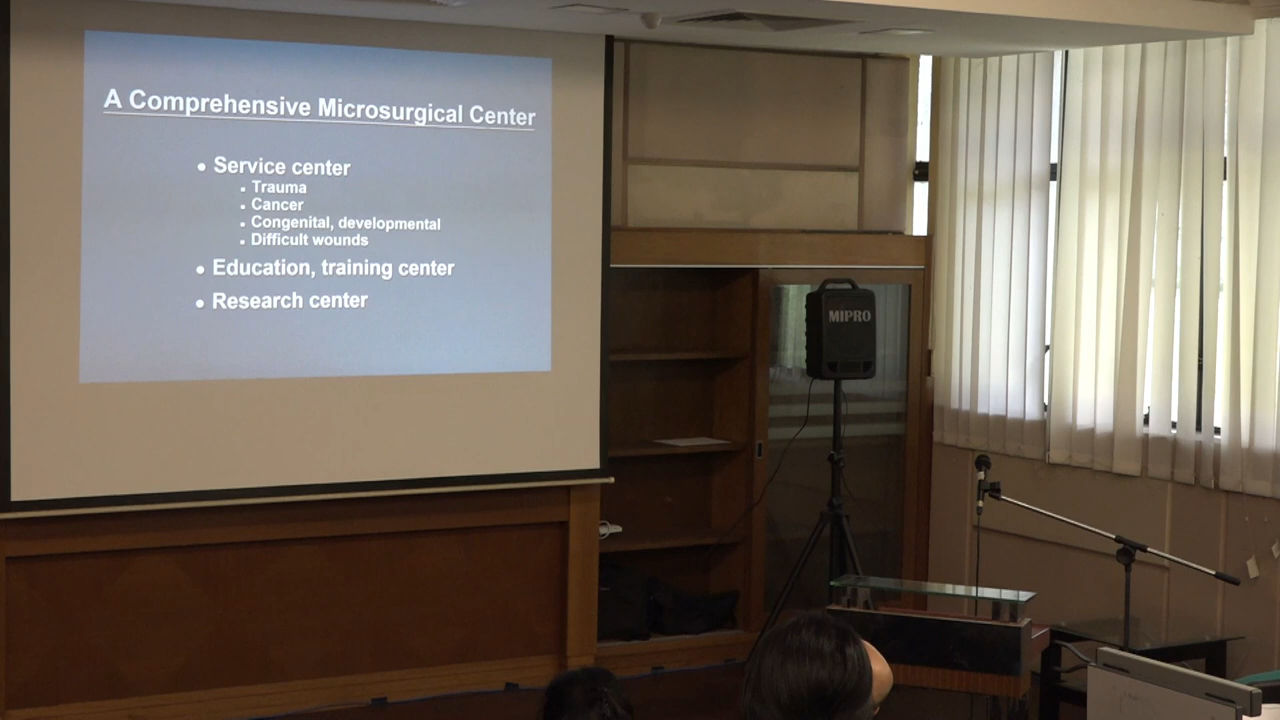 A Comprehensive Microsurgical Center
• Service center
▪ Trauma
▪ Cancer
▪ Congenital, developmental
▪ Difficult wounds
• Education, training center
• Research center
MIPRO